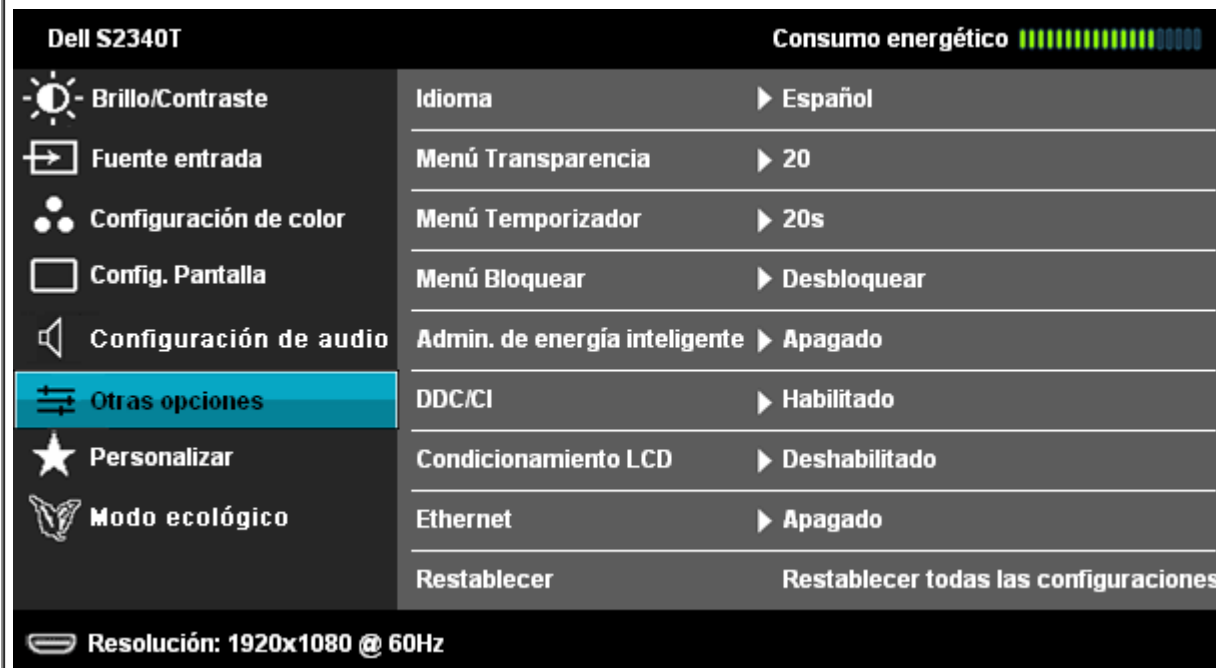 Dell S2340T
Consumo energético
Brillo/Contraste
Fuente entrada
Configuración de color
Config. Pantalla
Configuración de audio
Otras opciones
Personalizar
Modo ecológico
Idioma Español
Menú Transparencia 20
Menú Temporizador 20s
Menú Bloquear Desbloquear
Admin. de energía inteligente Apagado
DDC/CI Habilitado
Condicionamiento LCD Deshabilitado
Ethernet Apagado
Restablecer Restablecer todas las configuraciones
Resolución: 1920x1080 @ 60Hz